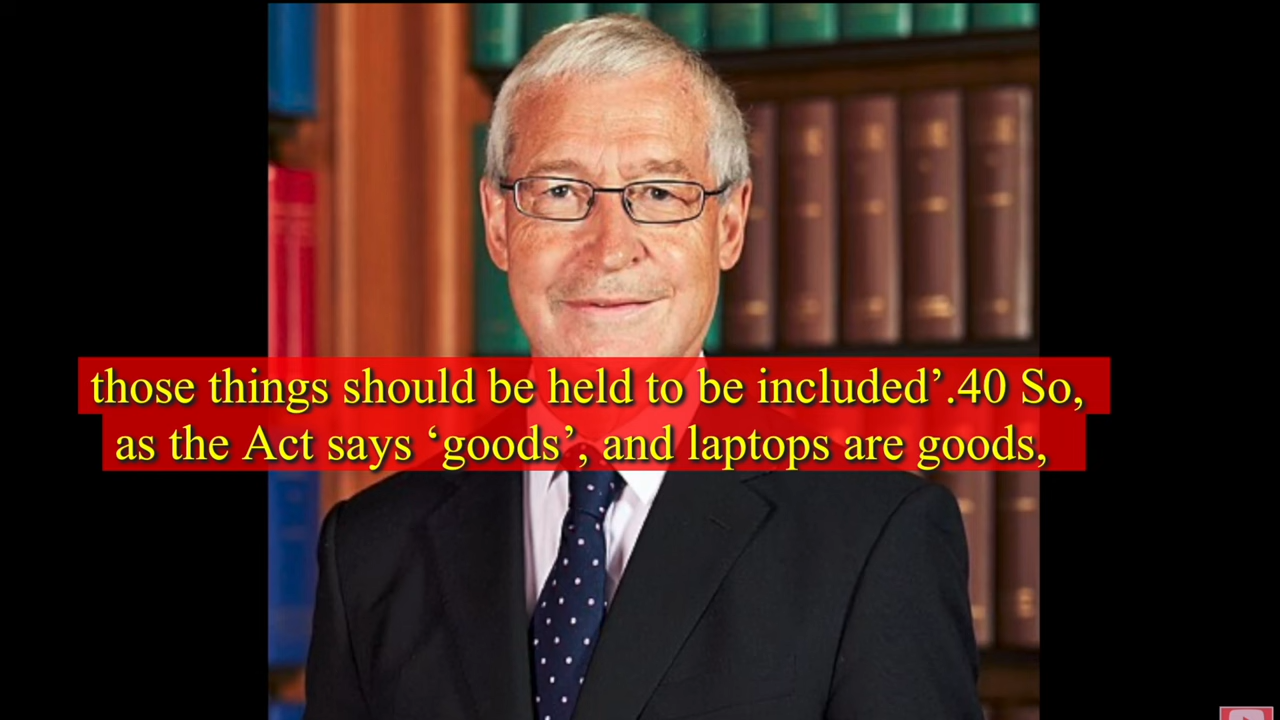 those things should be held to be included’.40 So,
as the Act says ‘goods’, and laptops are goods,